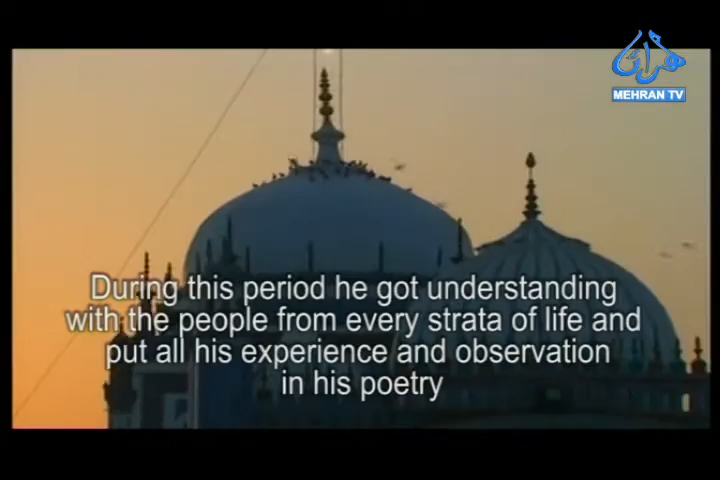 مهران
MEHRAN TV
During this period he got understanding
with the people from every strata of life and
put all his experience and observation
in his poetry